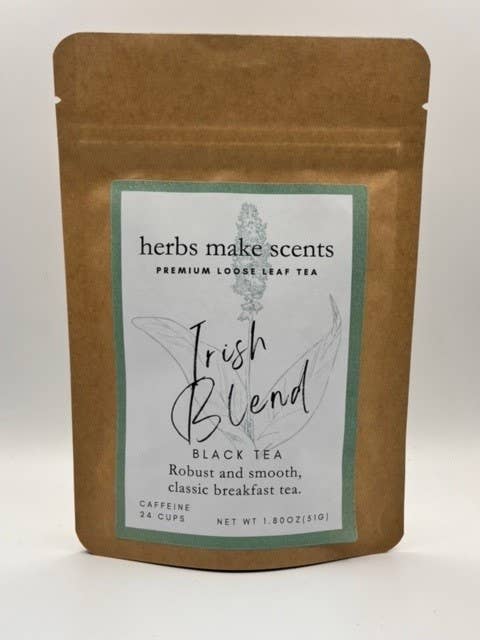 herbs make scents
PREMIUM LOOSE LEAF TEA
Irish
Blend
BLACK TEA
Robust and smooth,
classic breakfast tea.
CAFFEINE
24 CUPS
NET WT 1.80OZ(51G)